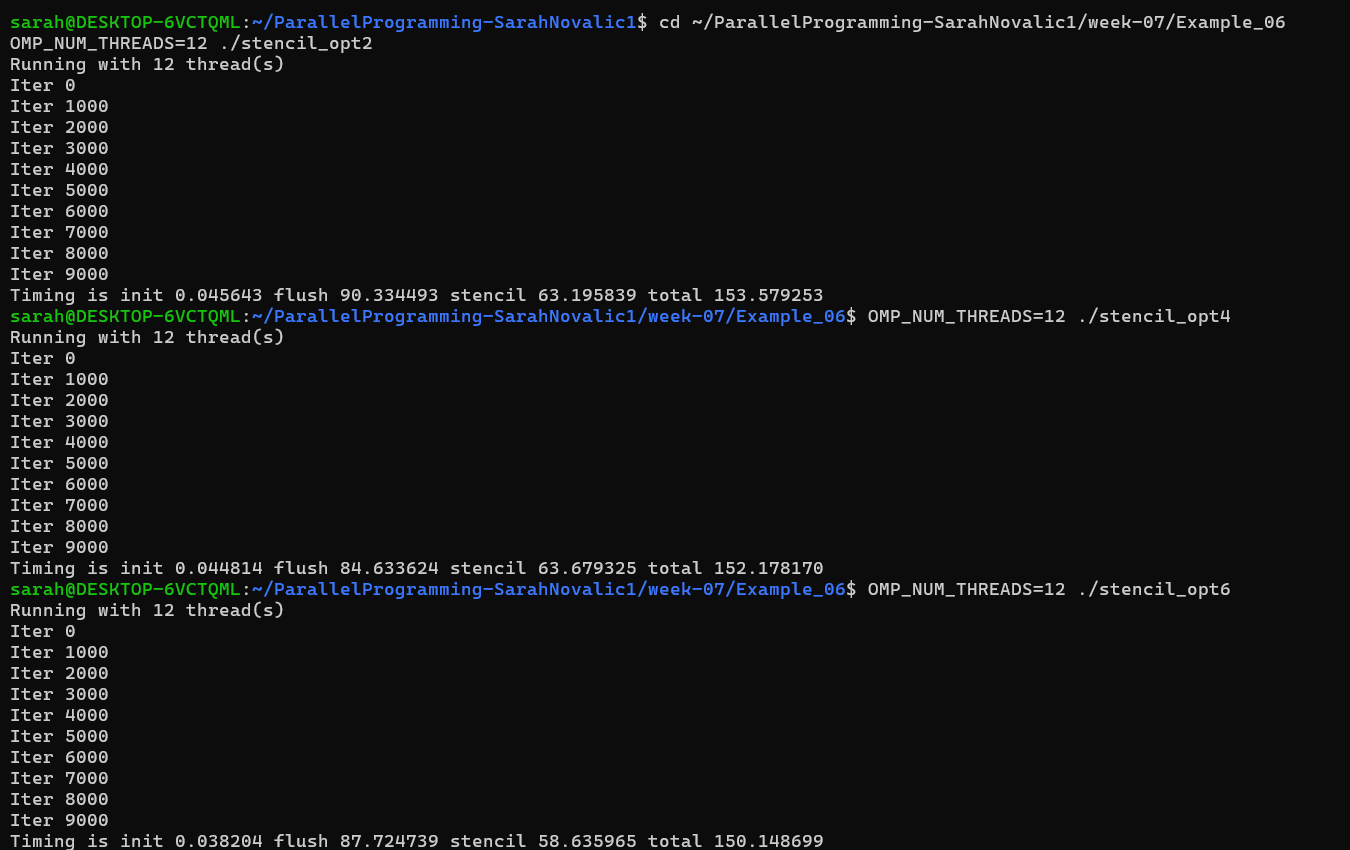 sarah@DESKTOP-6VCTQML:~/ParallelProgramming-SarahNovalic1$ cd ~/ParallelProgramming-SarahNovalic1/week-07/Example_06
OMP_NUM_THREADS=12 ./stencil_opt2
Running with 12 thread(s)
Iter 0
Iter 1000
Iter 2000
Iter 3000
Iter 4000
Iter 5000
Iter 6000
Iter 7000
Iter 8000
Iter 9000
Timing is init 0.045643 flush 90.334493 stencil 63.195839 total 153.579253
sarah@DESKTOP-6VCTQML:~/ParallelProgramming-SarahNovalic1/week-07/Example_06$ OMP_NUM_THREADS=12 ./stencil_opt4
Running with 12 thread(s)
Iter 0
Iter 1000
Iter 2000
Iter 3000
Iter 4000
Iter 5000
Iter 6000
Iter 7000
Iter 8000
Iter 9000
Timing is init 0.044814 flush 84.633624 stencil 63.679325 total 152.178170
sarah@DESKTOP-6VCTQML:~/ParallelProgramming-SarahNovalic1/week-07/Example_06$ OMP_NUM_THREADS=12 ./stencil_opt6
Running with 12 thread(s)
Iter 0
Iter 1000
Iter 2000
Iter 3000
Iter 4000
Iter 5000
Iter 6000
Iter 7000
Iter 8000
Iter 9000
Timing is init 0.038204 flush 87.724739 stencil 58.635965 total 150.148699